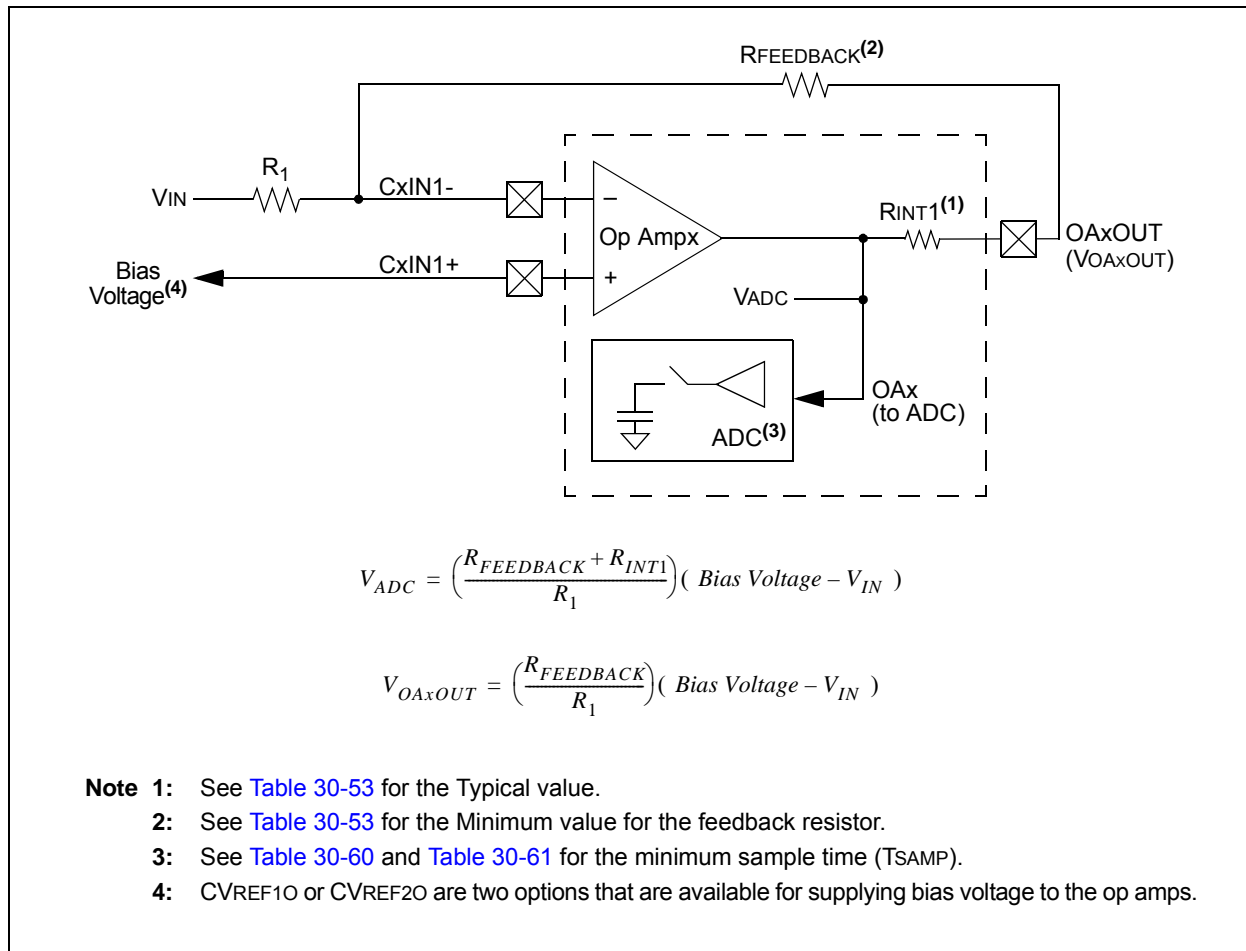 RFEEDBACK(2)
R1
VIN
CxIN1-
–
Op Ampx
RINT1(1)
OAxOUT
(VOAxOUT)
Bias
Voltage(4)
CxIN1+
+
VADC
OAx
(to ADC)
ADC(3)
VADC = (RFEEDBACK + RINT1 / R1) ( Bias Voltage – VIN )
VOAxOUT = (RFEEDBACK / R1) ( Bias Voltage – VIN )
Note 1: See Table 30-53 for the Typical value.
2: See Table 30-53 for the Minimum value for the feedback resistor.
3: See Table 30-60 and Table 30-61 for the minimum sample time (TSAMP).
4: CVREF1O or CVREF2O are two options that are available for supplying bias voltage to the op amps.